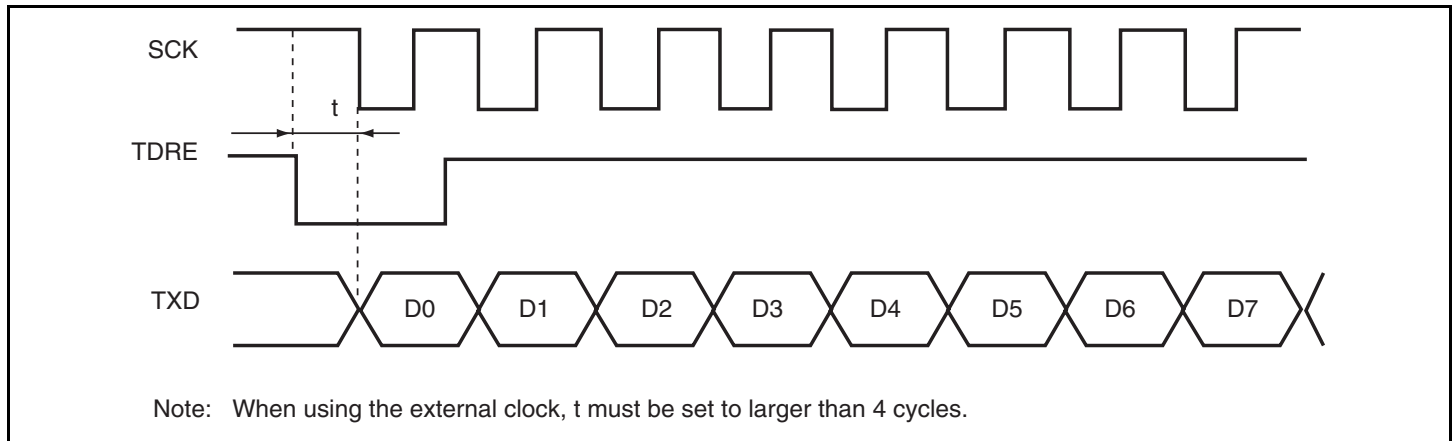 SCK
t
TDRE
TXD D0 D1 D2 D3 D4 D5 D6 D7
Note: When using the external clock, t must be set to larger than 4 cycles.